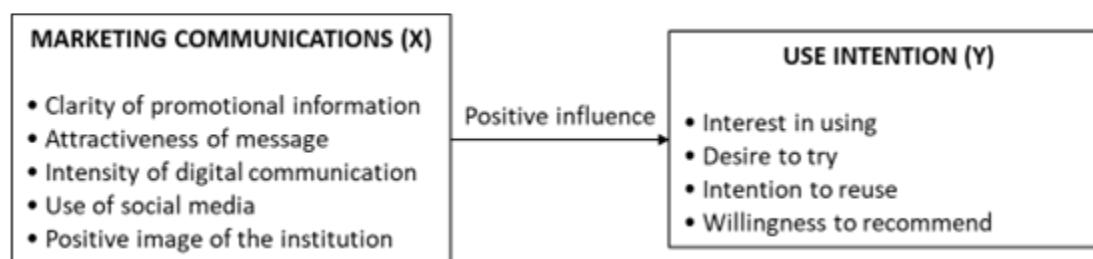 MARKETING COMMUNICATIONS (X)
• Clarity of promotional information
• Attractiveness of message
• Intensity of digital communication
• Use of social media
• Positive image of the institution
Positive influence
USE INTENTION (Y)
• Interest in using
• Desire to try
• Intention to reuse
• Willingness to recommend